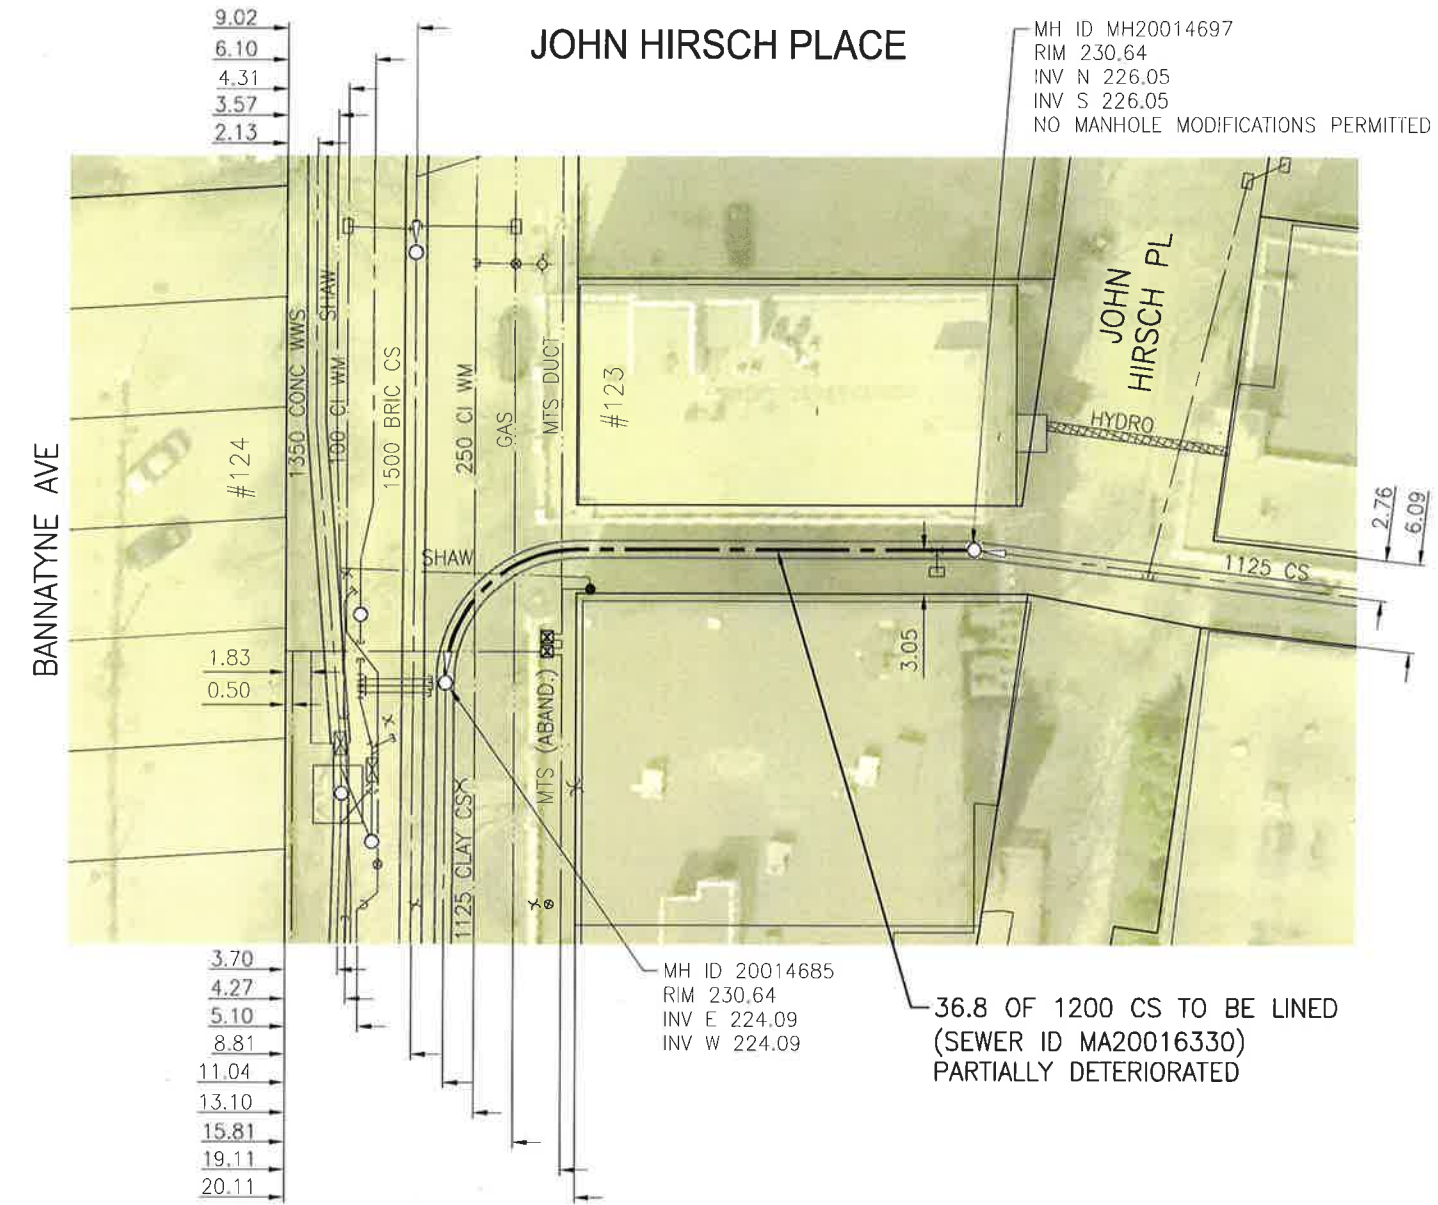 9.02
6.10
4.31
3.57
2.13
JOHN HIRSCH PLACE
MH ID MH20014697
RIM 230.64
INV N 226.05
INV S 226.05
NO MANHOLE MODIFICATIONS PERMITTED
BANNATYNE AVE
#124
1350 CONC WWS
SHAW
100 CI WM
1500 BRIC CS
250 CI WM
GAS
MTS DUCT
#123
JOHN
HIRSCH PL
HYDRO
2.76
6.09
1125 CS
SHAW
3.05
1.83
0.50
MTS (ABAND.)
1125 CLAY CS
3.70
4.27
5.10
8.81
11.04
13.10
15.81
19.11
20.11
MH ID 20014685
RIM 230.64
INV E 224.09
INV W 224.09
36.8 OF 1200 CS TO BE LINED
(SEWER ID MA20016330)
PARTIALLY DETERIORATED